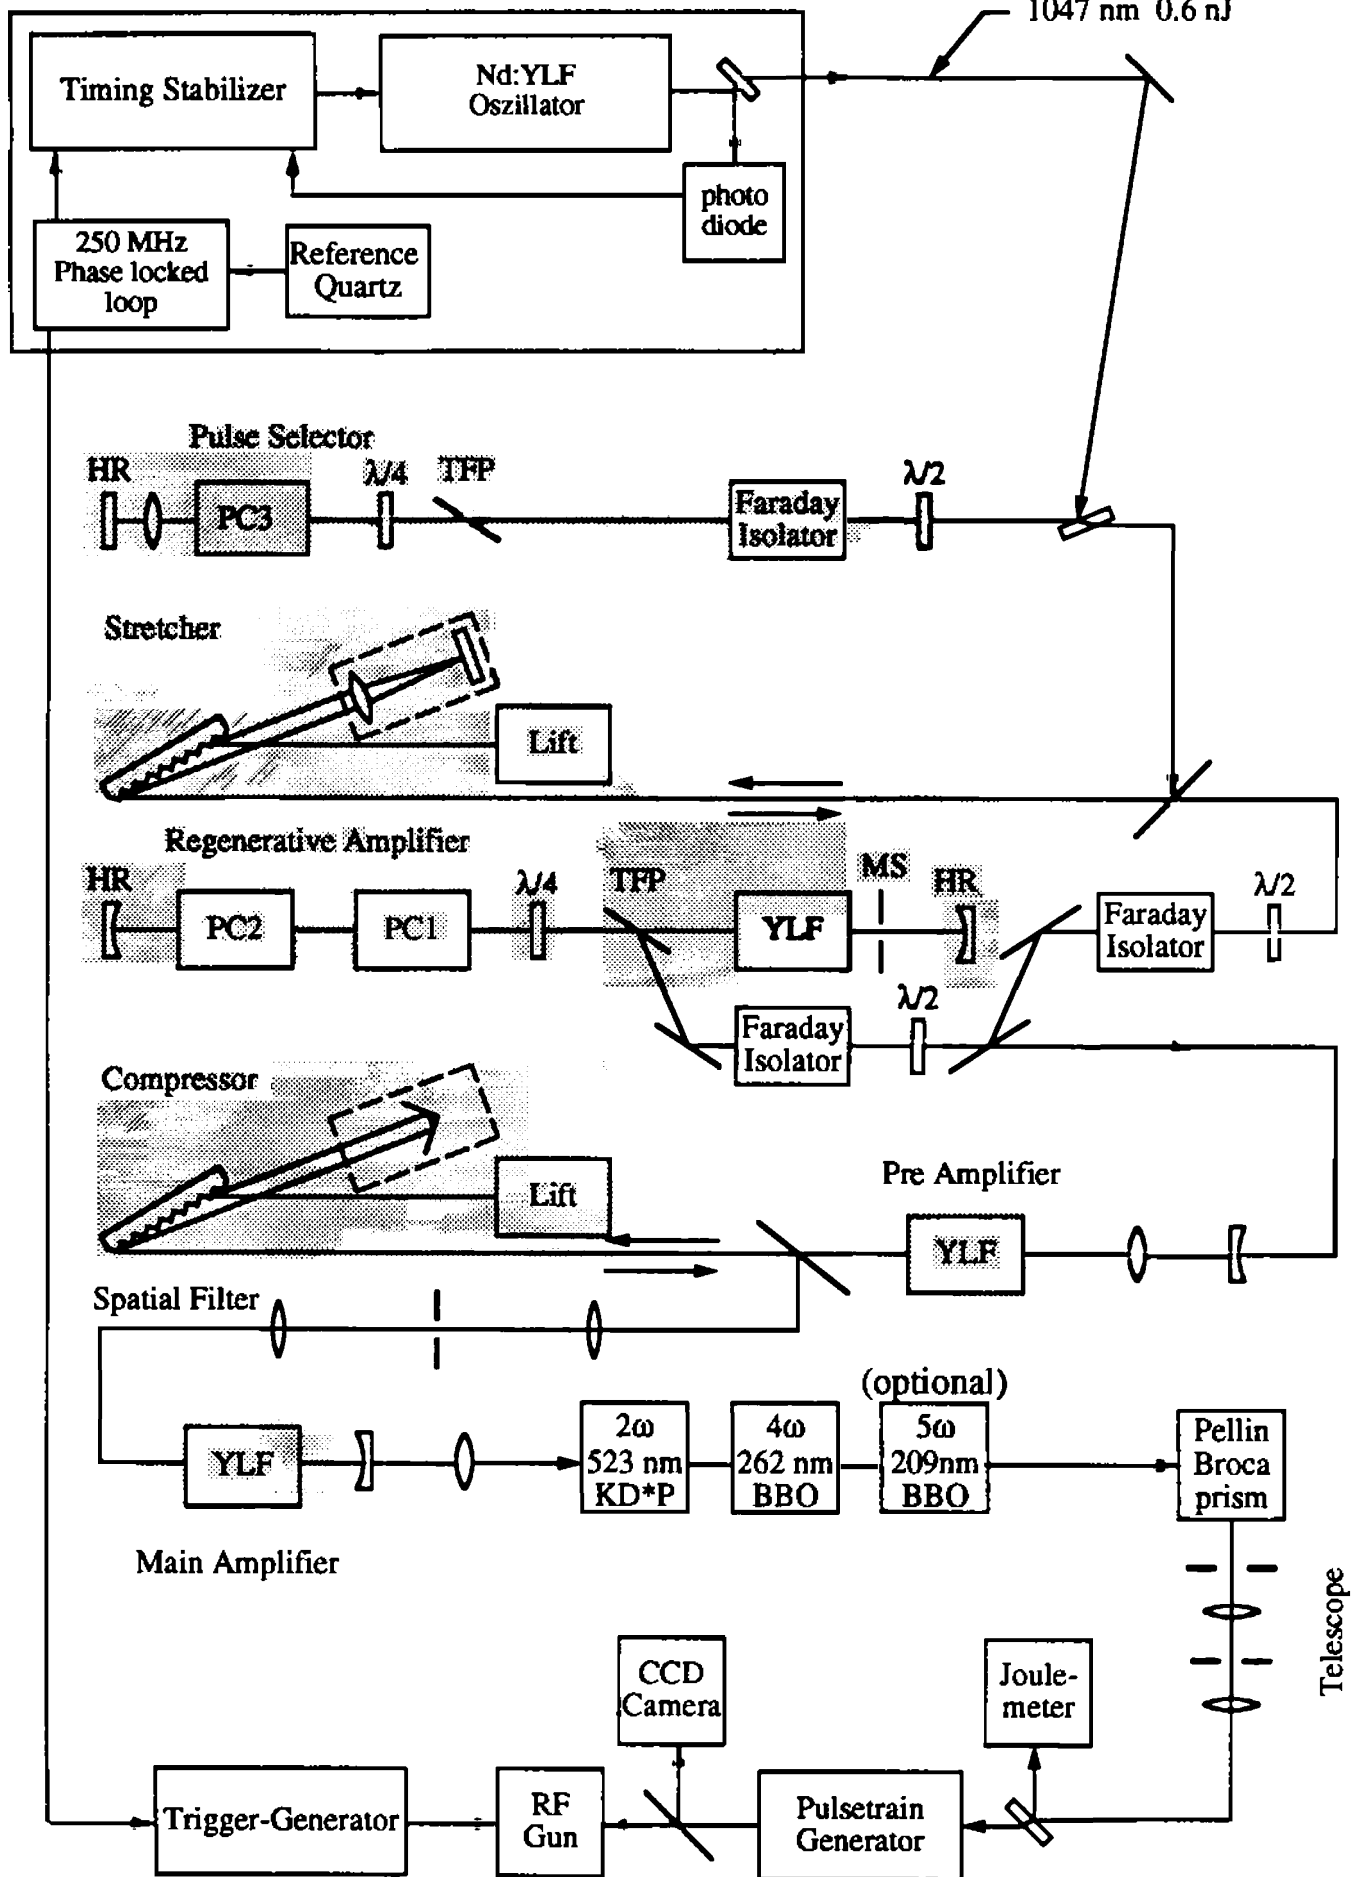 1047 nm 0.6 nJ
Timing Stabilizer
Nd:YLF
Oszillator
photo
diode
250 MHz
Phase locked
loop
Reference
Quartz
Pulse Selector
HR
PC3
λ/4
TFP
Faraday
Isolator
λ/2
Stretcher
Lift
Regenerative Amplifier
HR
PC2
PC1
λ/4
TFP
YLF
MS
HR
Faraday
Isolator
λ/2
Faraday
Isolator
λ/2
Compressor
Lift
Pre Amplifier
YLF
Spatial Filter
(optional)
YLF
2ω
523 nm
KD*P
4ω
262 nm
BBO
5ω
209nm
BBO
Pellin
Broca
prism
Main Amplifier
Telescope
CCD
Camera
Joule-
meter
Trigger-Generator
RF
Gun
Pulsetrain
Generator